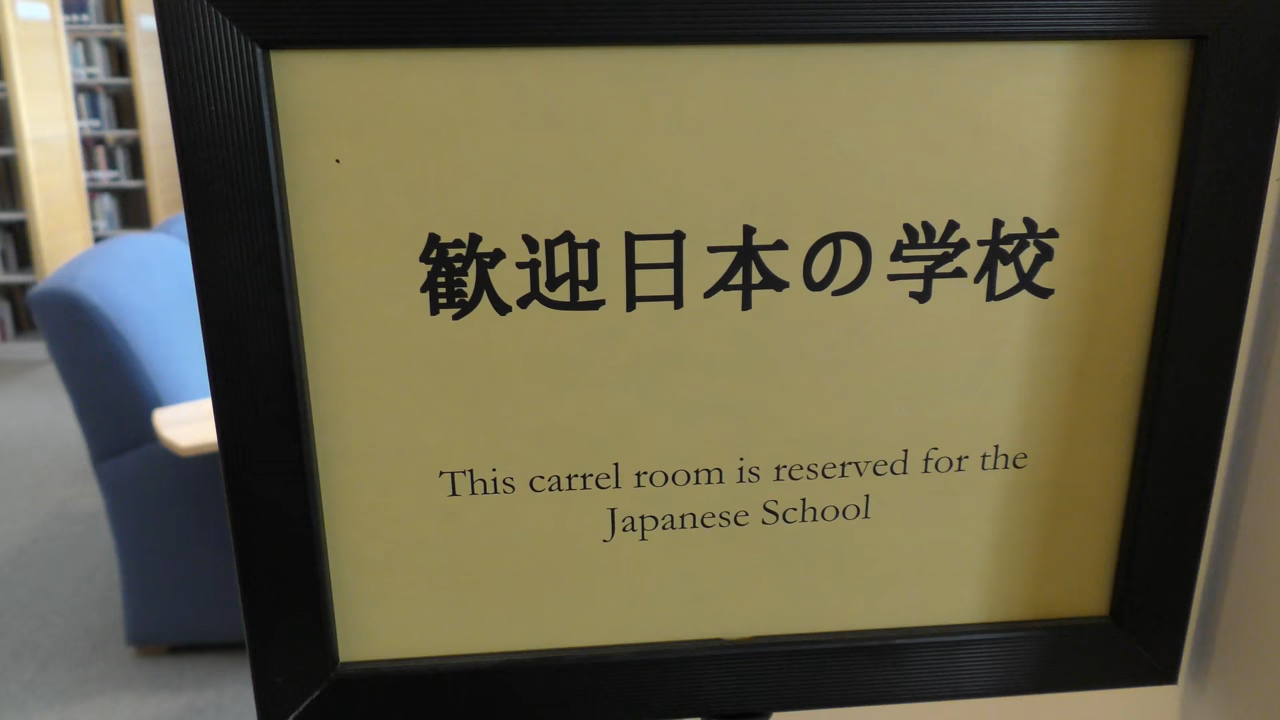 歓迎日本の学校
This carrel room is reserved for the
Japanese School